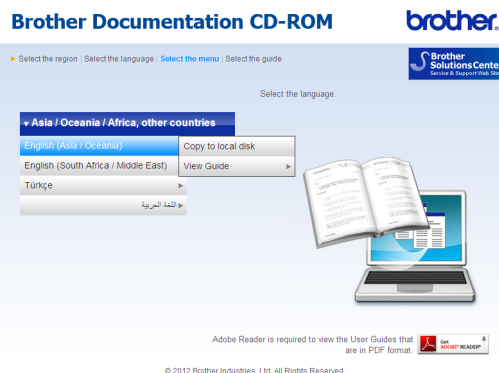 Brother Documentation CD-ROM
brother
Select the region | Select the language | Select the menu | Select the guide
Brother
Solutions Cente
Service & Support Web Site
Select the language.
Asia / Oceania / Africa, other countries
English (Asia / Oceania)
Copy to local disk
English (South Africa / Middle East)
View Guide
Türkçe
اللغة العربية
Adobe Reader is required to view the User Guides that
are in PDF format.
Get
ADOBE® READER®
© 2012 Brother Industries, Ltd. All Rights Reserved.